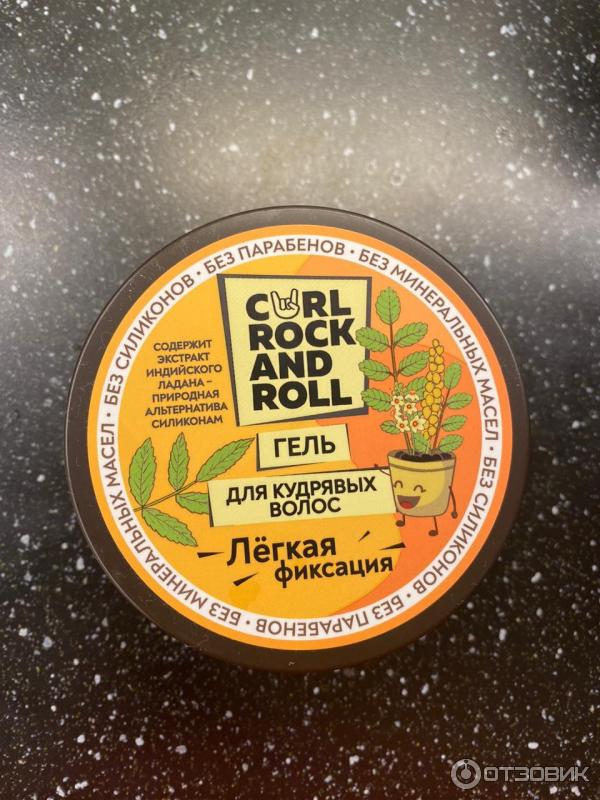 БЕЗ СИЛИКОНОВ • БЕЗ ПАРАБЕНОВ • БЕЗ МИНЕРАЛЬНЫХ МАСЕЛ • БЕЗ СИЛИКОНОВ • БЕЗ ПАРАБЕНОВ • БЕЗ МИНЕРАЛЬНЫХ МАСЕЛ •
CURL
ROCK
AND
ROLL
СОДЕРЖИТ
ЭКСТРАКТ
ИНДИЙСКОГО
ЛАДАНА –
ПРИРОДНАЯ
АЛЬТЕРНАТИВА
СИЛИКОНАМ
ГЕЛЬ
ДЛЯ КУДРЯВЫХ
ВОЛОС
Лёгкая
фиксация
ОТЗОВИК